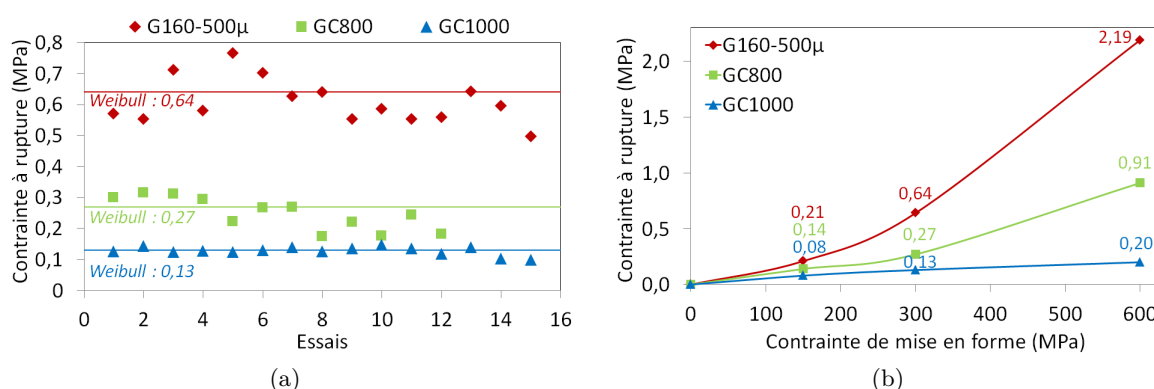 G160-500µ GC800 GC1000
Contrainte à rupture (MPa)
0,8
0,7
0,6
0,5
0,4
0,3
0,2
0,1
0
Weibull : 0,64
Weibull : 0,27
Weibull : 0,13
0 2 4 6 8 10 12 14 16
Essais
(a)
G160-500µ
GC800
GC1000
Contrainte à rupture (MPa)
2,0
1,5
1,0
0,5
0,0
0,21
0,14
0,08
0,64
0,27
0,13
2,19
0,91
0,20
0 100 200 300 400 500 600
Contrainte de mise en forme (MPa)
(b)